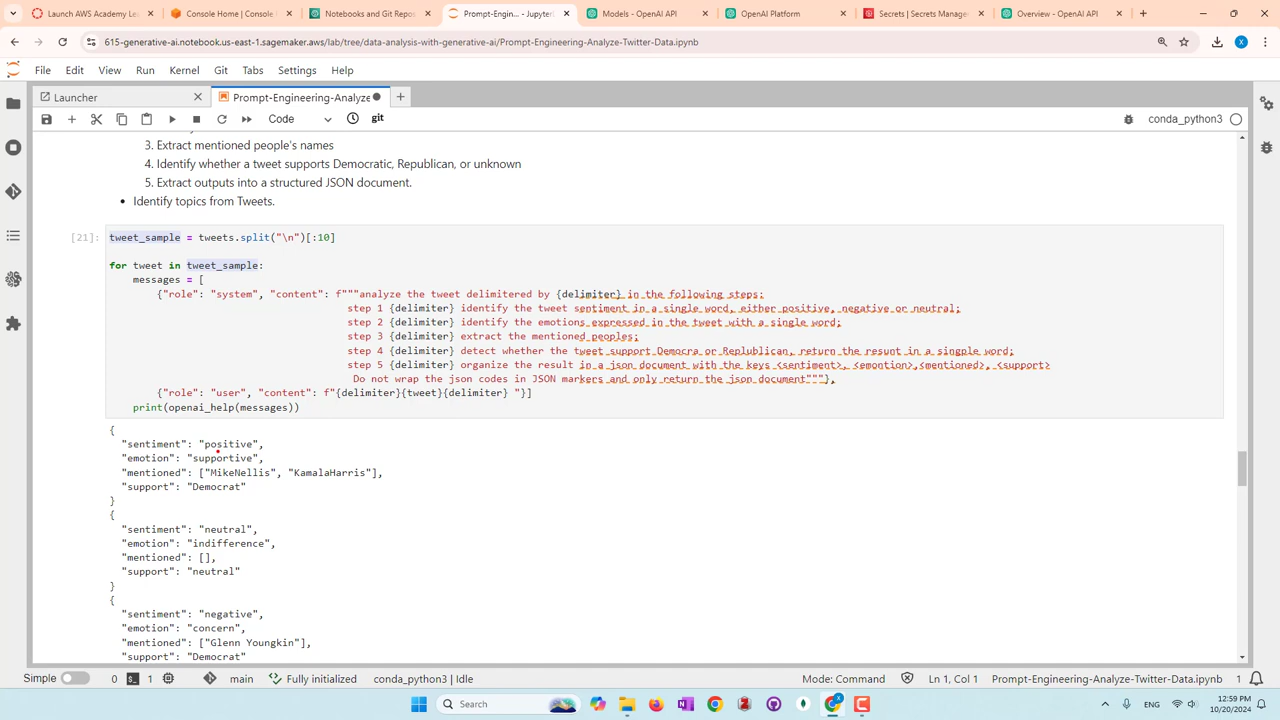 Launch AWS Academy Lea
Console Home | Console
Notebooks and Git Repos
Prompt-Engin... - Jupyter
Models - OpenAI API
OpenAI Platform
Secrets | Secrets Manage
Overview - OpenAI API
615-generative-ai.notebook.us-east-1.sagemaker.aws/lab/tree/data-analysis-with-generative-ai/Prompt-Engineering-Analyze-Twitter-Data.ipynb
File Edit View Run Kernel Git Tabs Settings Help
Launcher
Prompt-Engineering-Analyze
Code
git
conda_python3
3. Extract mentioned people's names
4. Identify whether a tweet supports Democratic, Republican, or unknown
5. Extract outputs into a structured JSON document.
• Identify topics from Tweets.
[21]: tweet_sample = tweets.split("\n")[:10]
for tweet in tweet_sample:
messages = [
{"role": "system", "content": f"""analyze the tweet delimitered by {delimiter} in the following steps:
step 1 {delimiter} identify the tweet sentiment in a single word, either positive, negative or neutral;
step 2 {delimiter} identify the emotions expressed in the tweet with a single word;
step 3 {delimiter} extract the mentioned peoples;
step 4 {delimiter} detect whether the tweet support Democra or Replublican, return the resunt in a singple word;
step 5 {delimiter} organize the result in a json document with the keys <sentiment>, <emontion>,<mentioned>, <support>
Do not wrap the json codes in JSON markers and only return the json document"""},
{"role": "user", "content": f"{delimiter}{tweet}{delimiter} "}]
print(openai_help(messages))
{
"sentiment": "positive",
"emotion": "supportive",
"mentioned": ["MikeNellis", "KamalaHarris"],
"support": "Democrat"
}
{
"sentiment": "neutral",
"emotion": "indifference",
"mentioned": [],
"support": "neutral"
}
{
"sentiment": "negative",
"emotion": "concern",
"mentioned": ["Glenn Youngkin"],
"support": "Democrat"
Simple 0 1 main Fully initialized conda_python3 | Idle Mode: Command Ln 1, Col 1 Prompt-Engineering-Analyze-Twitter-Data.ipynb 1
Search
ENG
12:59 PM
10/20/2024